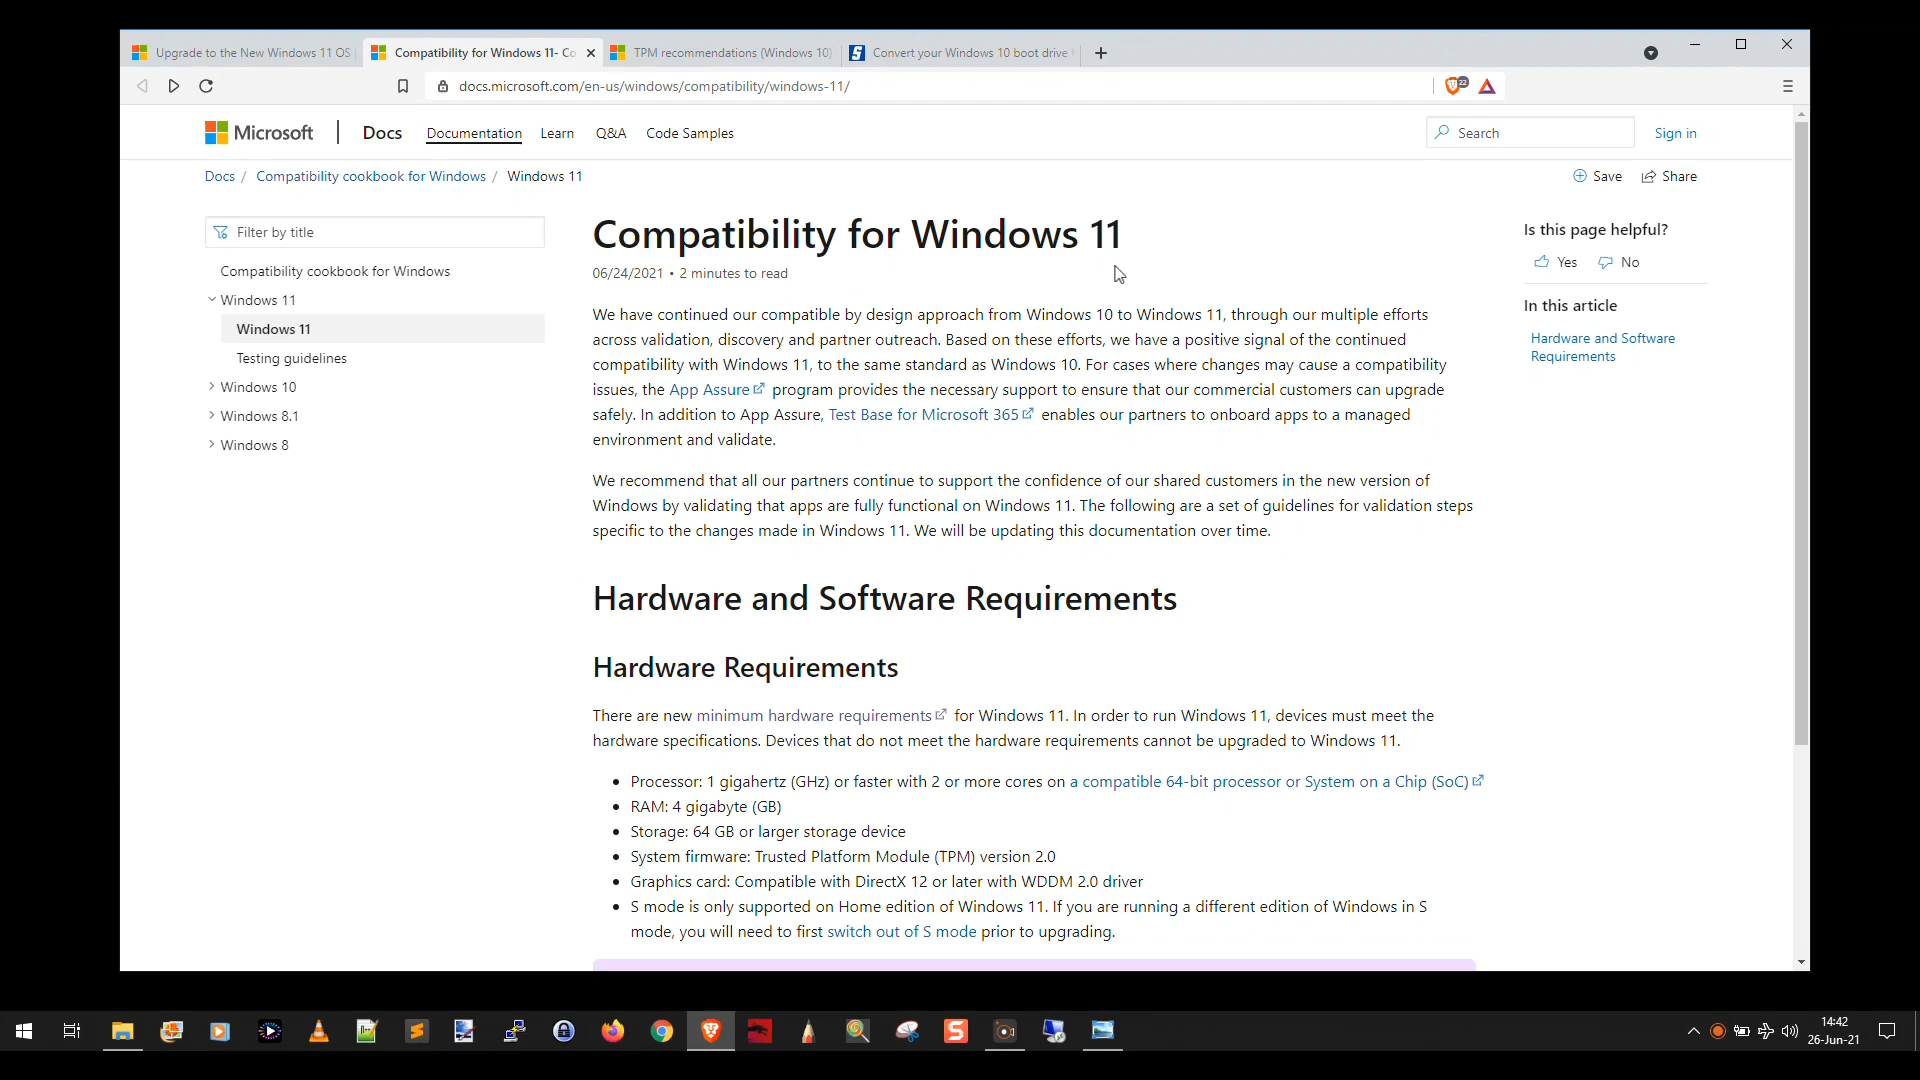 Upgrade to the New Windows 11 OS
Compatibility for Windows 11- Co
TPM recommendations (Windows 10)
Convert your Windows 10 boot drive
docs.microsoft.com/en-us/windows/compatibility/windows-11/
22
Microsoft
Docs
Documentation
Learn
Q&A
Code Samples
Search
Sign in
Docs / Compatibility cookbook for Windows / Windows 11
Save
Share
Filter by title
Compatibility cookbook for Windows
Windows 11
Windows 11
Testing guidelines
Windows 10
Windows 8.1
Windows 8
Compatibility for Windows 11
06/24/2021 • 2 minutes to read
We have continued our compatible by design approach from Windows 10 to Windows 11, through our multiple efforts
across validation, discovery and partner outreach. Based on these efforts, we have a positive signal of the continued
compatibility with Windows 11, to the same standard as Windows 10. For cases where changes may cause a compatibility
issues, the App Assure program provides the necessary support to ensure that our commercial customers can upgrade
safely. In addition to App Assure, Test Base for Microsoft 365 enables our partners to onboard apps to a managed
environment and validate.
We recommend that all our partners continue to support the confidence of our shared customers in the new version of
Windows by validating that apps are fully functional on Windows 11. The following are a set of guidelines for validation steps
specific to the changes made in Windows 11. We will be updating this documentation over time.
Hardware and Software Requirements
Hardware Requirements
There are new minimum hardware requirements for Windows 11. In order to run Windows 11, devices must meet the
hardware specifications. Devices that do not meet the hardware requirements cannot be upgraded to Windows 11.
• Processor: 1 gigahertz (GHz) or faster with 2 or more cores on a compatible 64-bit processor or System on a Chip (SoC)
• RAM: 4 gigabyte (GB)
• Storage: 64 GB or larger storage device
• System firmware: Trusted Platform Module (TPM) version 2.0
• Graphics card: Compatible with DirectX 12 or later with WDDM 2.0 driver
• S mode is only supported on Home edition of Windows 11. If you are running a different edition of Windows in S
mode, you will need to first switch out of S mode prior to upgrading.
Is this page helpful?
Yes
No
In this article
Hardware and Software
Requirements
14:42
26-Jun-21